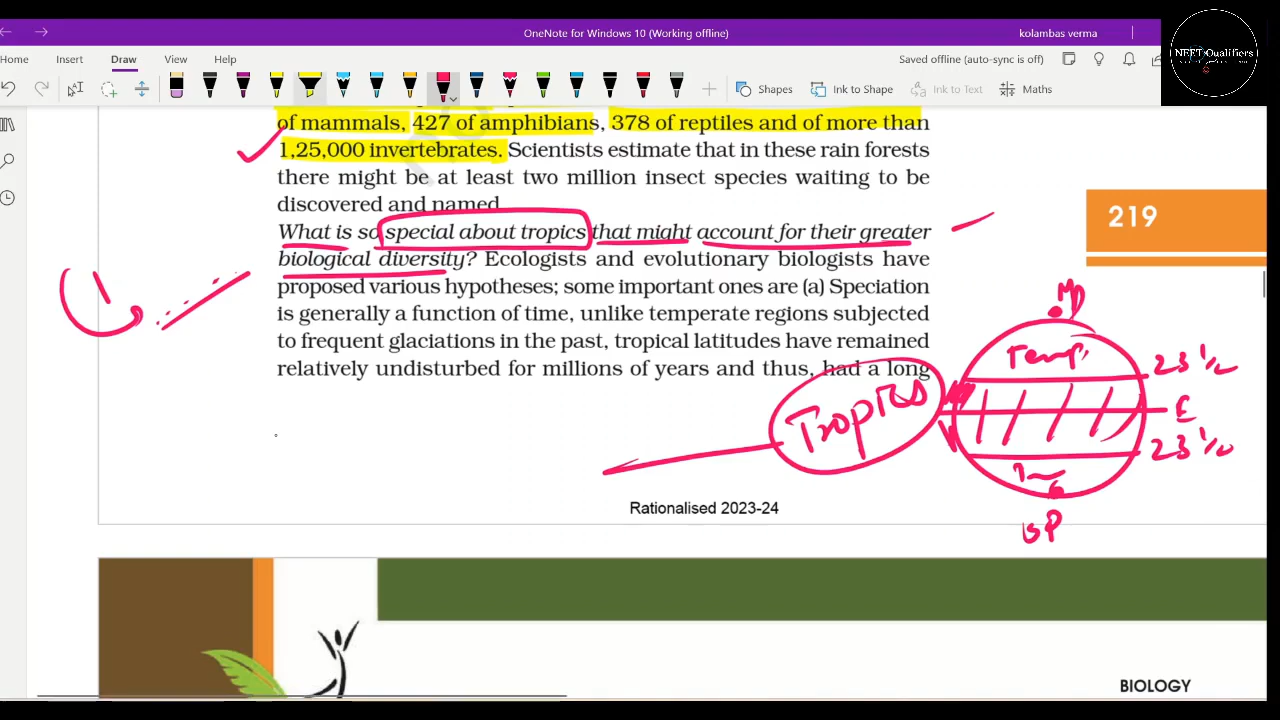 OneNote for Windows 10 (Working offline)
kolambas verma
NEET Qualifiers
Home Insert Draw View Help
Saved offline (auto-sync is off)
Shapes Ink to Shape Ink to Text Maths
of mammals, 427 of amphibians, 378 of reptiles and of more than
1,25,000 invertebrates. Scientists estimate that in these rain forests
there might be at least two million insect species waiting to be
discovered and named.
What is so special about tropics that might account for their greater
biological diversity? Ecologists and evolutionary biologists have
proposed various hypotheses; some important ones are (a) Speciation
is generally a function of time, unlike temperate regions subjected
to frequent glaciations in the past, tropical latitudes have remained
relatively undisturbed for millions of years and thus, had a long
219
Temp.
23 1/2
Tropics
E
23 1/2
SP
Rationalised 2023-24
BIOLOGY